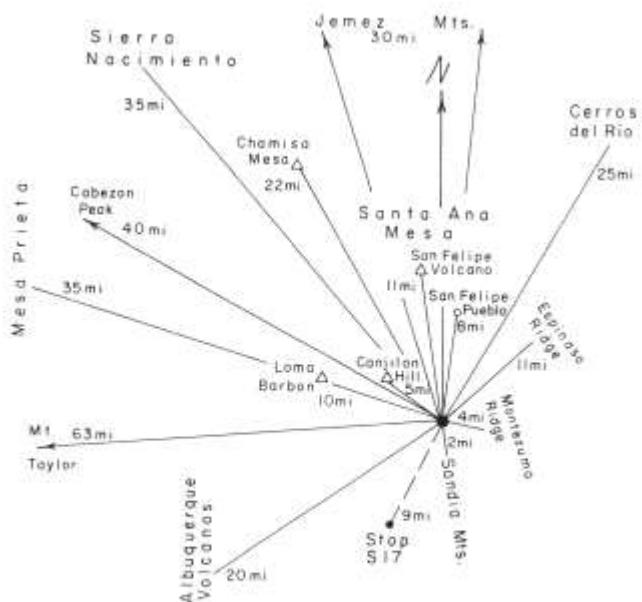 Jemez Mts.
30mi
Sierra
Nacimiento
35mi
N
Cerros
del Rio
25mi
Chamisa
Mesa
22mi
Cabezon
Peak
40mi
Mesa Prieta
35mi
Santa Ana
Mesa
San Felipe
Volcano
11mi
San Felipe
Pueblo
8mi
Espinaso
Ridge
11mi
Canjilon
Hill
5mi
Loma
Barbon
10mi
4mi
Montezuma
Ridge
2mi
Sandia Mts.
Mt.
Taylor
63mi
9mi
Stop
S17
Albuquerque
Volcanos
20mi